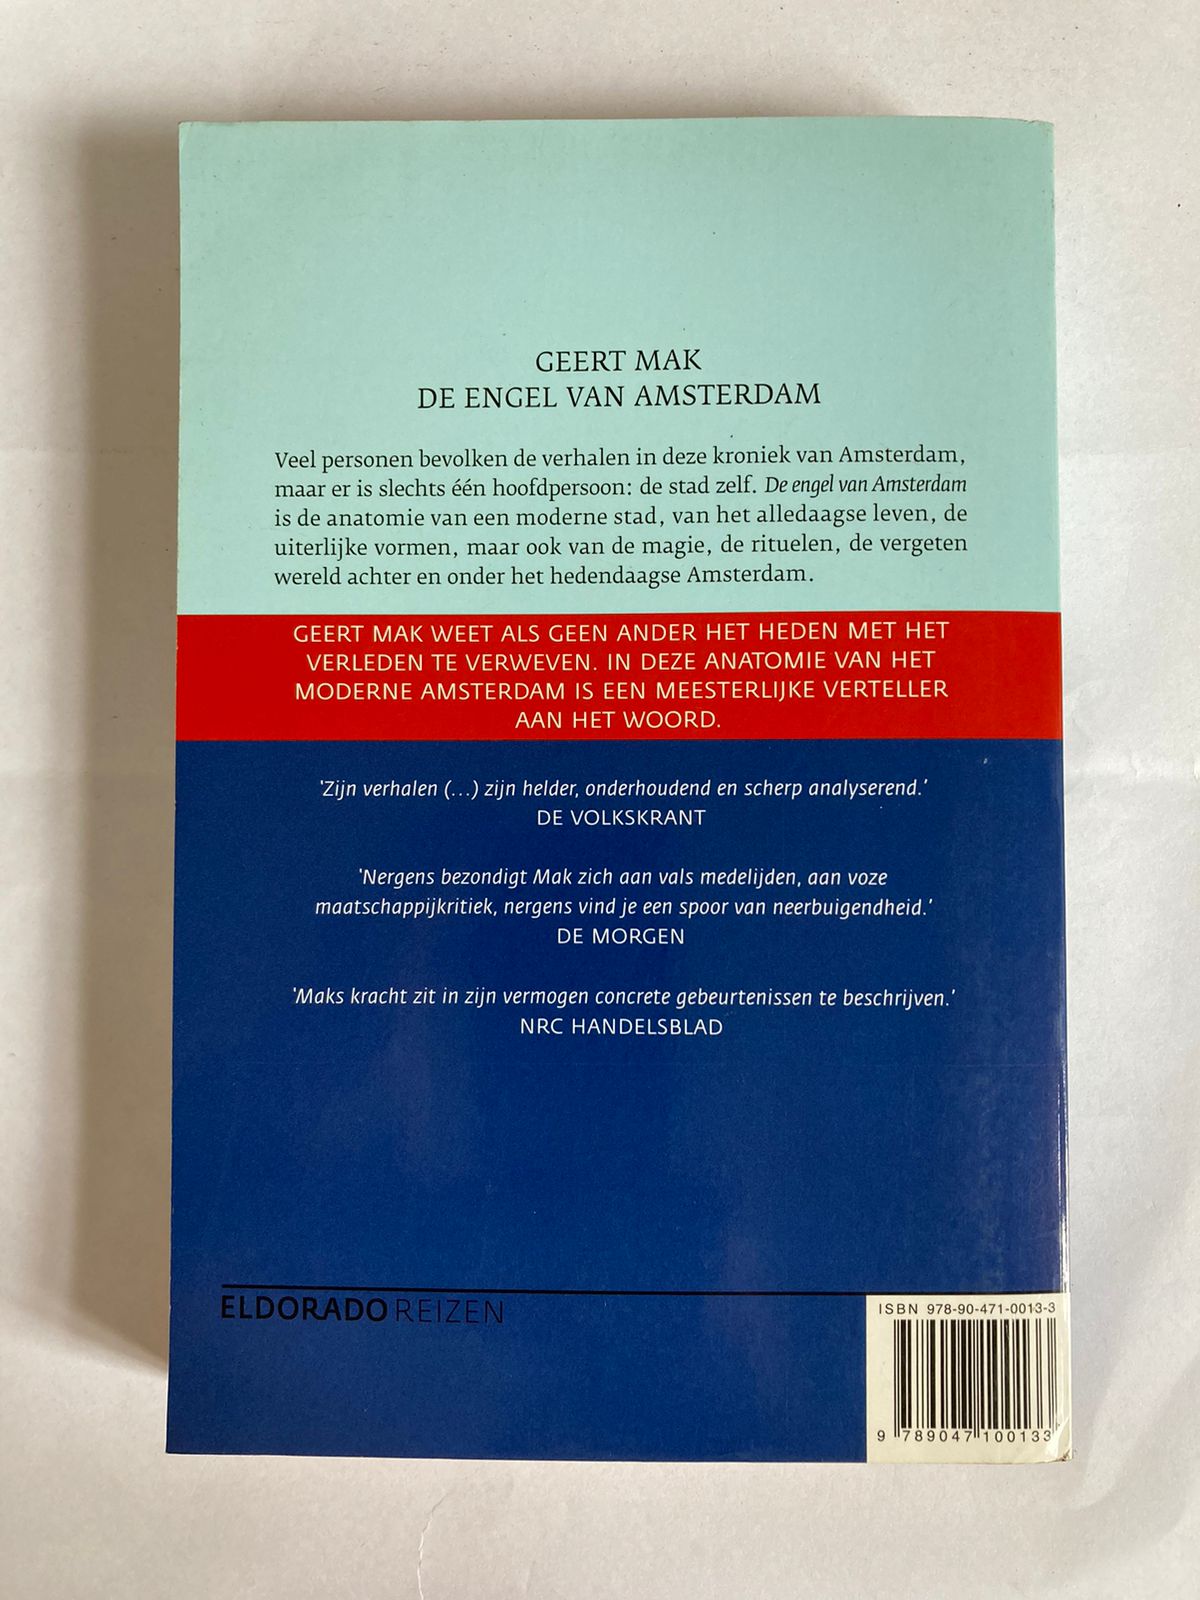 GEERT MAK
DE ENGEL VAN AMSTERDAM
Veel personen bevolken de verhalen in deze kroniek van Amsterdam,
maar er is slechts één hoofdpersoon: de stad zelf. De engel van Amsterdam
is de anatomie van een moderne stad, van het alledaagse leven, de
uiterlijke vormen, maar ook van de magie, de rituelen, de vergeten
wereld achter en onder het hedendaagse Amsterdam.
GEERT MAK WEET ALS GEEN ANDER HET HEDEN MET HET
VERLEDEN TE VERWEVEN. IN DEZE ANATOMIE VAN HET
MODERNE AMSTERDAM IS EEN MEESTERLIJKE VERTELLER
AAN HET WOORD.
'Zijn verhalen (...) zijn helder, onderhoudend en scherp analyserend.'
DE VOLKSKRANT
'Nergens bezondigt Mak zich aan vals medelijden, aan voze
maatschappijkritiek, nergens vind je een spoor van neerbuigendheid.'
DE MORGEN
'Maks kracht zit in zijn vermogen concrete gebeurtenissen te beschrijven.'
NRC HANDELSBLAD
ELDORADO REIZEN
ISBN 978-90-471-0013-3
9 789047 100133